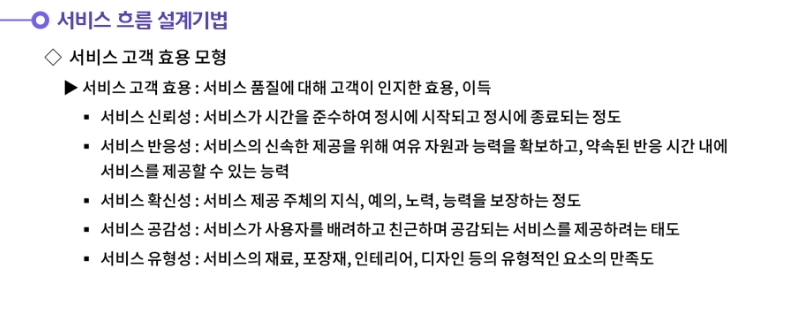 서비스 흐름 설계기법
◇ 서비스 고객 효용 모형
▶ 서비스 고객 효용 : 서비스 품질에 대해 고객이 인지한 효용, 이득
▪ 서비스 신뢰성 : 서비스가 시간을 준수하여 정시에 시작되고 정시에 종료되는 정도
▪ 서비스 반응성 : 서비스의 신속한 제공을 위해 여유 자원과 능력을 확보하고, 약속된 반응 시간 내에
서비스를 제공할 수 있는 능력
▪ 서비스 확신성 : 서비스 제공 주체의 지식, 예의, 노력, 능력을 보장하는 정도
▪ 서비스 공감성 : 서비스가 사용자를 배려하고 친근하며 공감되는 서비스를 제공하려는 태도
▪ 서비스 유형성 : 서비스의 재료, 포장재, 인테리어, 디자인 등의 유형적인 요소의 만족도